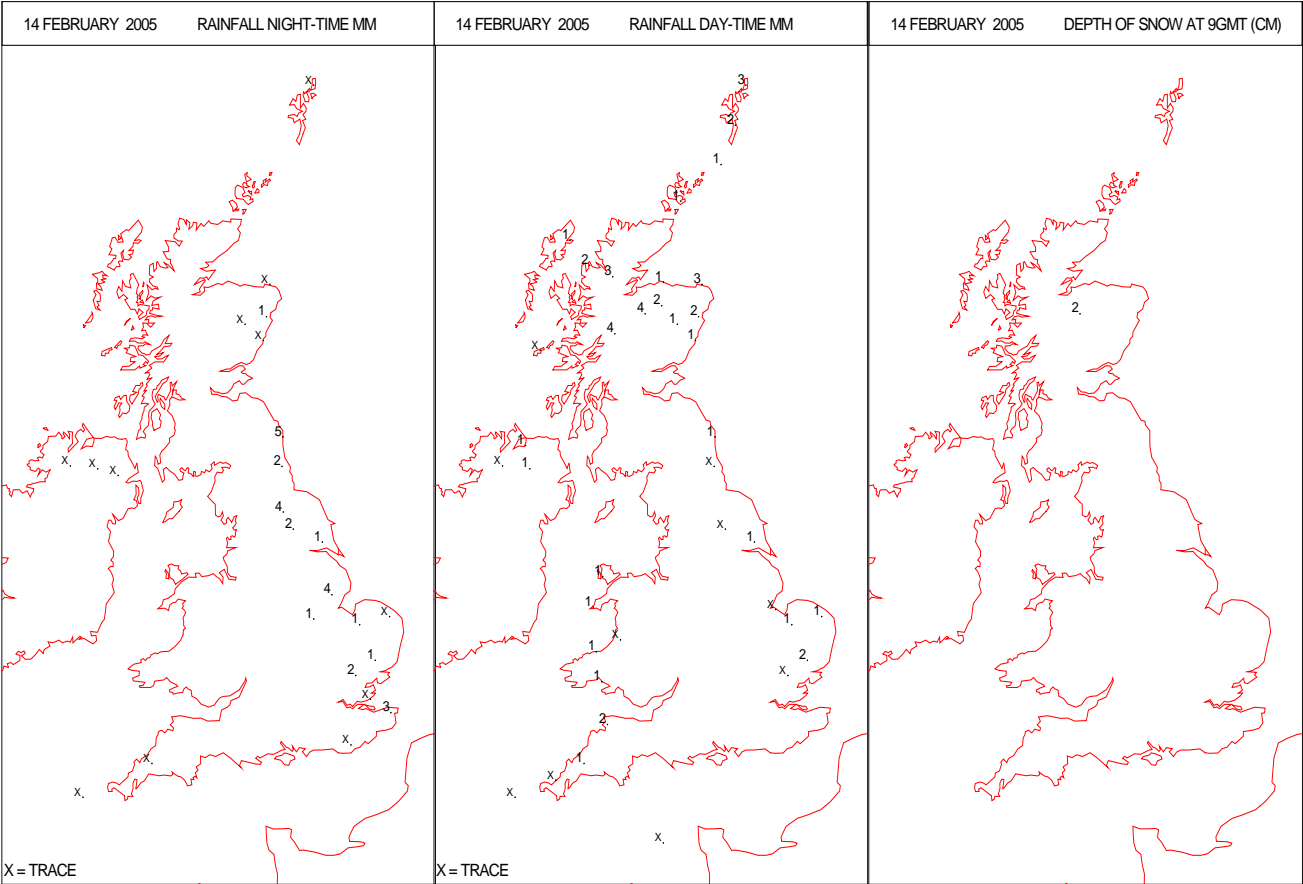 14 FEBRUARY 2005 RAINFALL NIGHT-TIME MM
X.
X.
1.
X.
X.
5.
2.
X. X. X.
4.
2.
1.
4.
1. 1. X.
1.
2.
X.
3.
X.
X.
X.
X = TRACE
14 FEBRUARY 2005 RAINFALL DAY-TIME MM
3.
2.
1.
1.
1.
2.
3. 1. 3.
2.
4. 2.
1.
4. 1.
X.
1.
1.
X. 1. X.
X.
1.
1.
1. X. 1.
1.
X.
1. 2.
1. X.
2.
1.
X.
X.
X.
X = TRACE
14 FEBRUARY 2005 DEPTH OF SNOW AT 9GMT (CM)
2.